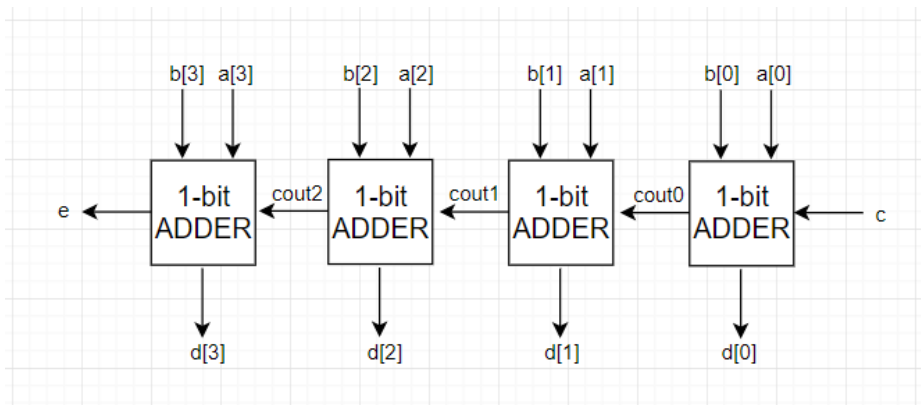 b[3] a[3] b[2] a[2] b[1] a[1] b[0] a[0]
1-bit
ADDER
1-bit
ADDER
1-bit
ADDER
1-bit
ADDER
e cout2 cout1 cout0 c
d[3] d[2] d[1] d[0]